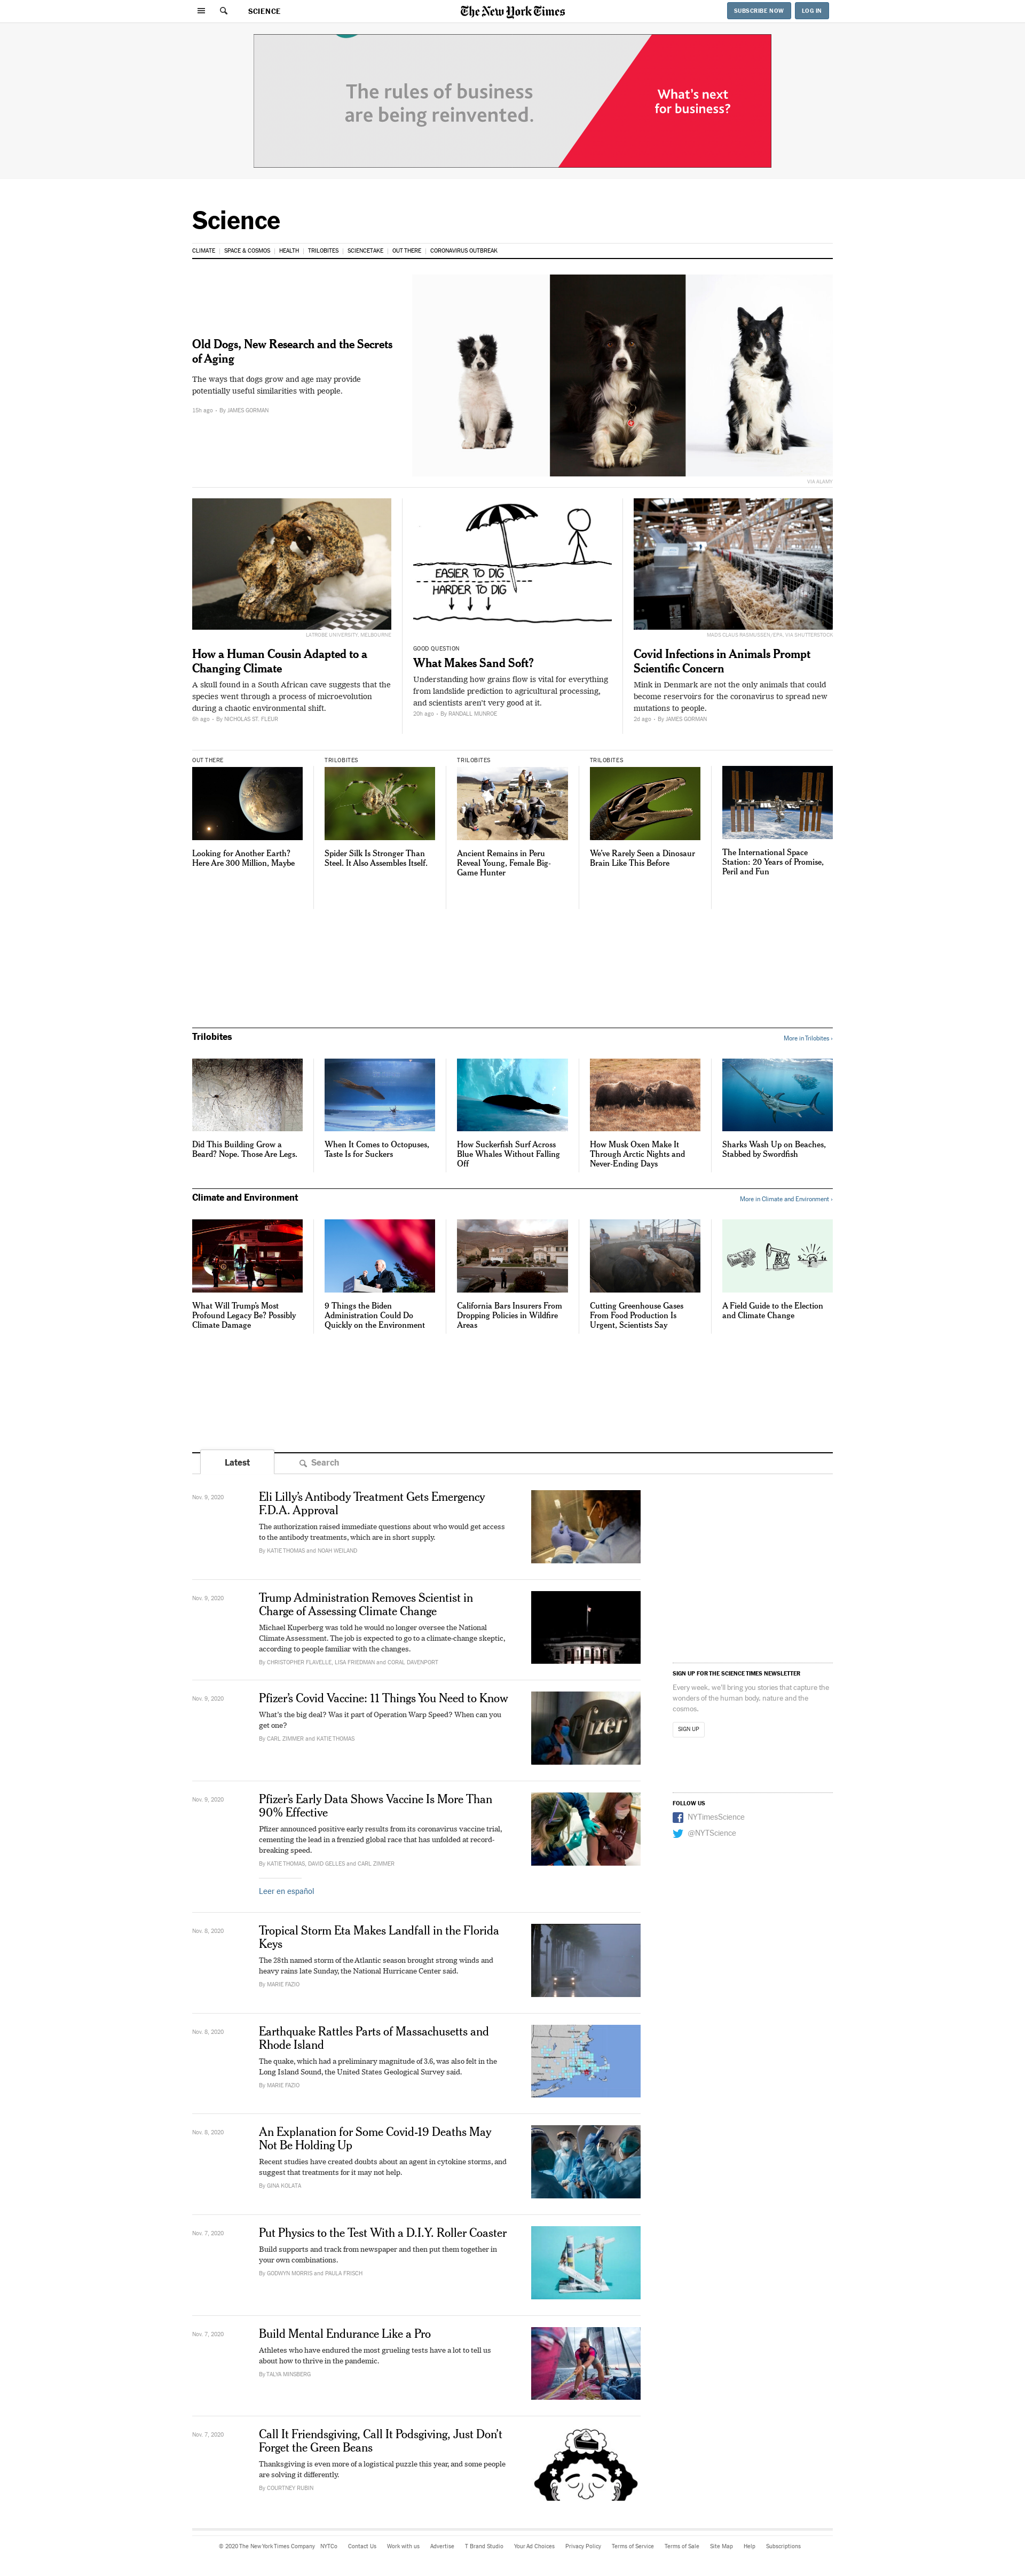 SCIENCE
The New York Times
SUBSCRIBE NOW
LOG IN
The rules of business
are being reinvented.
What's next
for business?
Science
CLIMATE
SPACE & COSMOS
HEALTH
TRILOBITES
SCIENCETAKE
OUT THERE
CORONAVIRUS OUTBREAK
Old Dogs, New Research and the Secrets
of Aging
The ways that dogs grow and age may provide
potentially useful similarities with people.
15h ago • By JAMES GORMAN
VIA ALAMY
LATROBE UNIVERSITY, MELBOURNE
How a Human Cousin Adapted to a
Changing Climate
A skull found in a South African cave suggests that the
species went through a process of microevolution
during a chaotic environmental shift.
6h ago • By NICHOLAS ST. FLEUR
EASIER TO DIG
HARDER TO DIG
GOOD QUESTION
What Makes Sand Soft?
Understanding how grains flow is vital for everything
from landslide prediction to agricultural processing,
and scientists aren't very good at it.
20h ago • By RANDALL MUNROE
MADS CLAUS RASMUSSEN/EPA, VIA SHUTTERSTOCK
Covid Infections in Animals Prompt
Scientific Concern
Mink in Denmark are not the only animals that could
become reservoirs for the coronavirus to spread new
mutations to people.
2d ago • By JAMES GORMAN
OUT THERE
Looking for Another Earth?
Here Are 300 Million, Maybe
TRILOBITES
Spider Silk Is Stronger Than
Steel. It Also Assembles Itself.
TRILOBITES
Ancient Remains in Peru
Reveal Young, Female Big-
Game Hunter
TRILOBITES
We've Rarely Seen a Dinosaur
Brain Like This Before
The International Space
Station: 20 Years of Promise,
Peril and Fun
Trilobites
More in Trilobites ›
Did This Building Grow a
Beard? Nope. Those Are Legs.
When It Comes to Octopuses,
Taste Is for Suckers
How Suckerfish Surf Across
Blue Whales Without Falling
Off
How Musk Oxen Make It
Through Arctic Nights and
Never-Ending Days
Sharks Wash Up on Beaches,
Stabbed by Swordfish
Climate and Environment
More in Climate and Environment ›
What Will Trump's Most
Profound Legacy Be? Possibly
Climate Damage
9 Things the Biden
Administration Could Do
Quickly on the Environment
California Bars Insurers From
Dropping Policies in Wildfire
Areas
Cutting Greenhouse Gases
From Food Production Is
Urgent, Scientists Say
A Field Guide to the Election
and Climate Change
Latest
Search
Nov. 9, 2020
Eli Lilly's Antibody Treatment Gets Emergency
F.D.A. Approval
The authorization raised immediate questions about who would get access
to the antibody treatments, which are in short supply.
By KATIE THOMAS and NOAH WEILAND
Nov. 9, 2020
Trump Administration Removes Scientist in
Charge of Assessing Climate Change
Michael Kuperberg was told he would no longer oversee the National
Climate Assessment. The job is expected to go to a climate-change skeptic,
according to people familiar with the changes.
By CHRISTOPHER FLAVELLE, LISA FRIEDMAN and CORAL DAVENPORT
Nov. 9, 2020
Pfizer's Covid Vaccine: 11 Things You Need to Know
What's the big deal? Was it part of Operation Warp Speed? When can you
get one?
By CARL ZIMMER and KATIE THOMAS
Pfizer
Nov. 9, 2020
Pfizer's Early Data Shows Vaccine Is More Than
90% Effective
Pfizer announced positive early results from its coronavirus vaccine trial,
cementing the lead in a frenzied global race that has unfolded at record-
breaking speed.
By KATIE THOMAS, DAVID GELLES and CARL ZIMMER
Leer en español
Nov. 8, 2020
Tropical Storm Eta Makes Landfall in the Florida
Keys
The 28th named storm of the Atlantic season brought strong winds and
heavy rains late Sunday, the National Hurricane Center said.
By MARIE FAZIO
Nov. 8, 2020
Earthquake Rattles Parts of Massachusetts and
Rhode Island
The quake, which had a preliminary magnitude of 3.6, was also felt in the
Long Island Sound, the United States Geological Survey said.
By MARIE FAZIO
Nov. 8, 2020
An Explanation for Some Covid-19 Deaths May
Not Be Holding Up
Recent studies have created doubts about an agent in cytokine storms, and
suggest that treatments for it may not help.
By GINA KOLATA
Nov. 7, 2020
Put Physics to the Test With a D.I.Y. Roller Coaster
Build supports and track from newspaper and then put them together in
your own combinations.
By GODWYN MORRIS and PAULA FRISCH
Nov. 7, 2020
Build Mental Endurance Like a Pro
Athletes who have endured the most grueling tests have a lot to tell us
about how to thrive in the pandemic.
By TALYA MINSBERG
Nov. 7, 2020
Call It Friendsgiving, Call It Podsgiving, Just Don't
Forget the Green Beans
Thanksgiving is even more of a logistical puzzle this year, and some people
are solving it differently.
By COURTNEY RUBIN
SIGN UP FOR THE SCIENCE TIMES NEWSLETTER
Every week, we'll bring you stories that capture the
wonders of the human body, nature and the
cosmos.
SIGN UP
FOLLOW US
NYTimesScience
@NYTScience
© 2020 The New York Times Company
NYTCo
Contact Us
Work with us
Advertise
T Brand Studio
Your Ad Choices
Privacy Policy
Terms of Service
Terms of Sale
Site Map
Help
Subscriptions